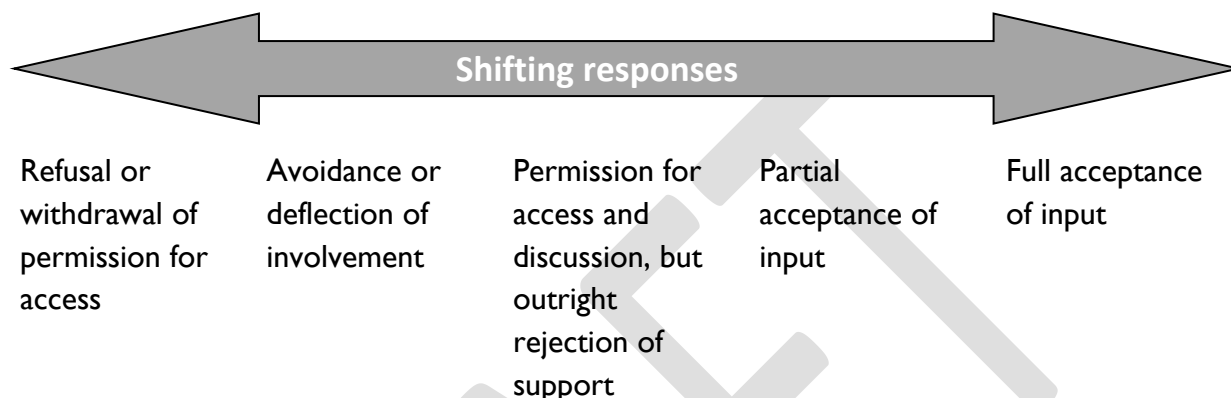 Shifting responses
Refusal or
withdrawal of
permission for
access
Avoidance or
deflection of
involvement
Permission for
access and
discussion, but
outright
rejection of
support
Partial
acceptance of
input
Full acceptance
of input